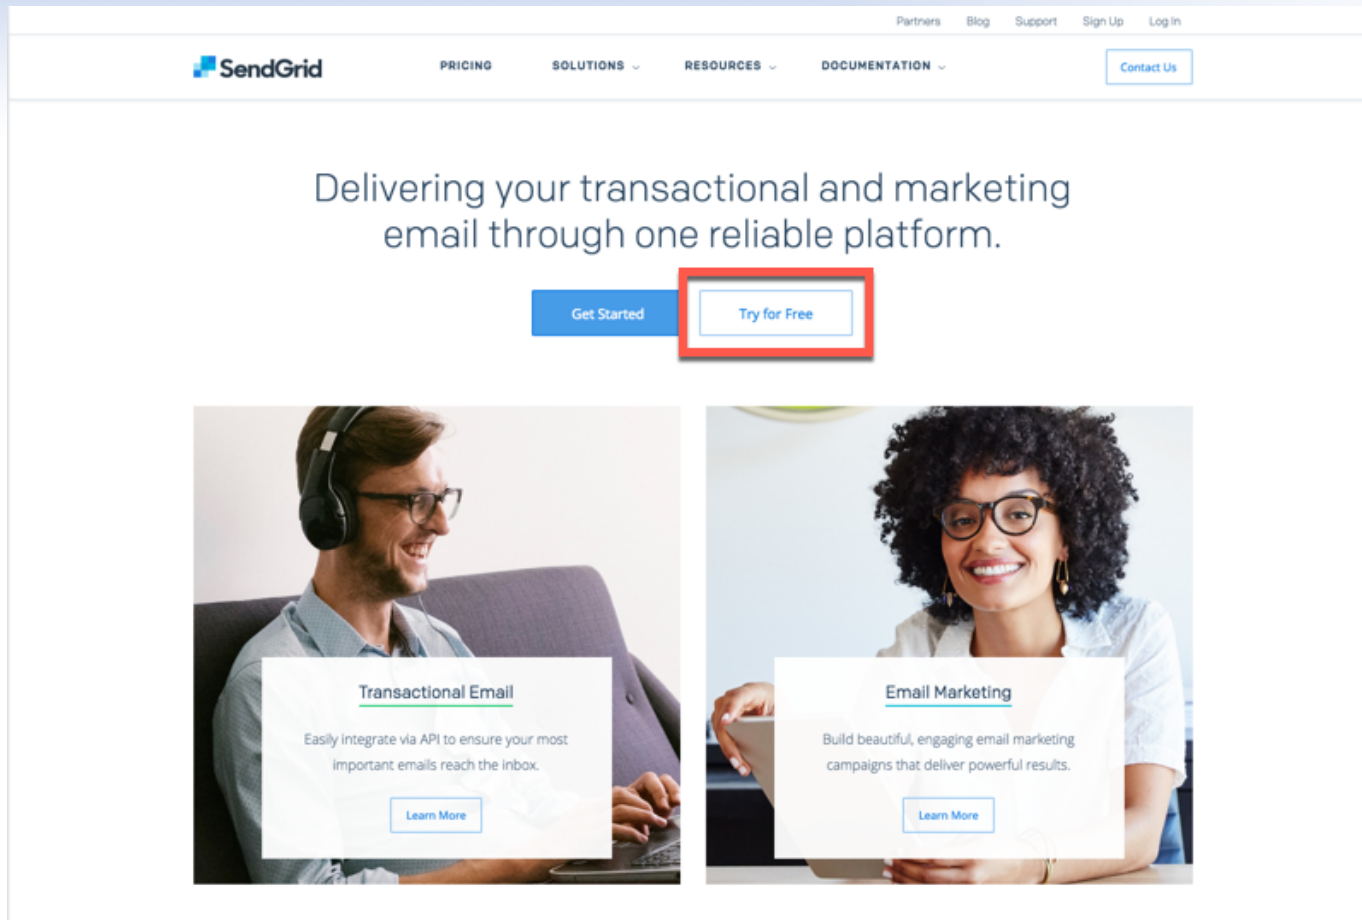 Partners Blog Support Sign Up Log In
SendGrid PRICING SOLUTIONS RESOURCES DOCUMENTATION Contact Us
Delivering your transactional and marketing
email through one reliable platform.
Get Started Try for Free
Transactional Email
Easily integrate via API to ensure your most
important emails reach the inbox.
Learn More
Email Marketing
Build beautiful, engaging email marketing
campaigns that deliver powerful results.
Learn More